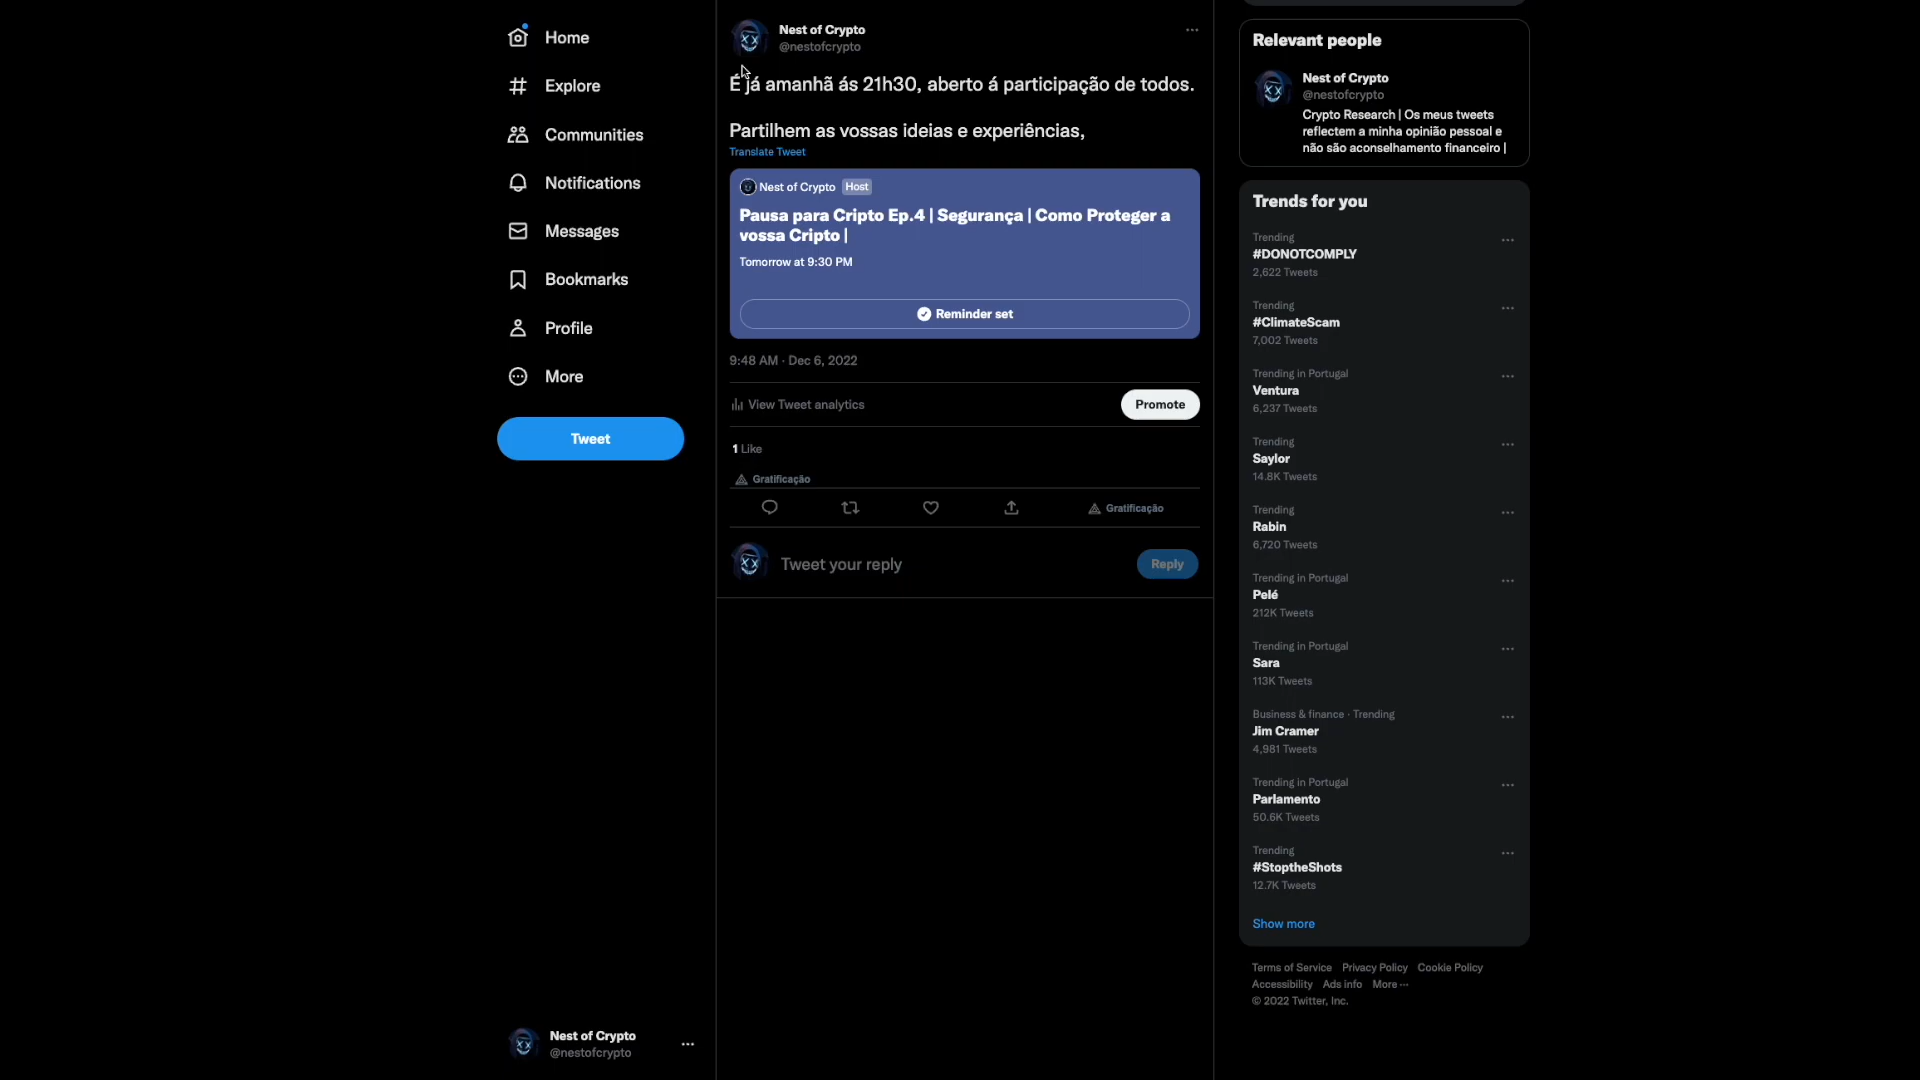 Home
Explore
Communities
Notifications
Messages
Bookmarks
Profile
More
Tweet
Nest of Crypto
@nestofcrypto
Nest of Crypto
@nestofcrypto
É já amanhã ás 21h30, aberto á participação de todos.
Partilhem as vossas ideias e experiências,
Translate Tweet
Nest of Crypto Host
Pausa para Cripto Ep.4 | Segurança | Como Proteger a
vossa Cripto |
Tomorrow at 9:30 PM
Reminder set
9:48 AM · Dec 6, 2022
View Tweet analytics
Promote
1 Like
Gratificação
Gratificação
Tweet your reply
Reply
Relevant people
Nest of Crypto
@nestofcrypto
Crypto Research | Os meus tweets
reflectem a minha opinião pessoal e
não são aconselhamento financeiro |
Trends for you
Trending
#DONOTCOMPLY
2,622 Tweets
Trending
#ClimateScam
7,002 Tweets
Trending in Portugal
Ventura
6,237 Tweets
Trending
Saylor
14.8K Tweets
Trending
Rabin
6,720 Tweets
Trending in Portugal
Pelé
212K Tweets
Trending in Portugal
Sara
113K Tweets
Business & finance · Trending
Jim Cramer
4,981 Tweets
Trending in Portugal
Parlamento
50.6K Tweets
Trending
#StoptheShots
12.7K Tweets
Show more
Terms of Service Privacy Policy Cookie Policy
Accessibility Ads info More ···
© 2022 Twitter, Inc.